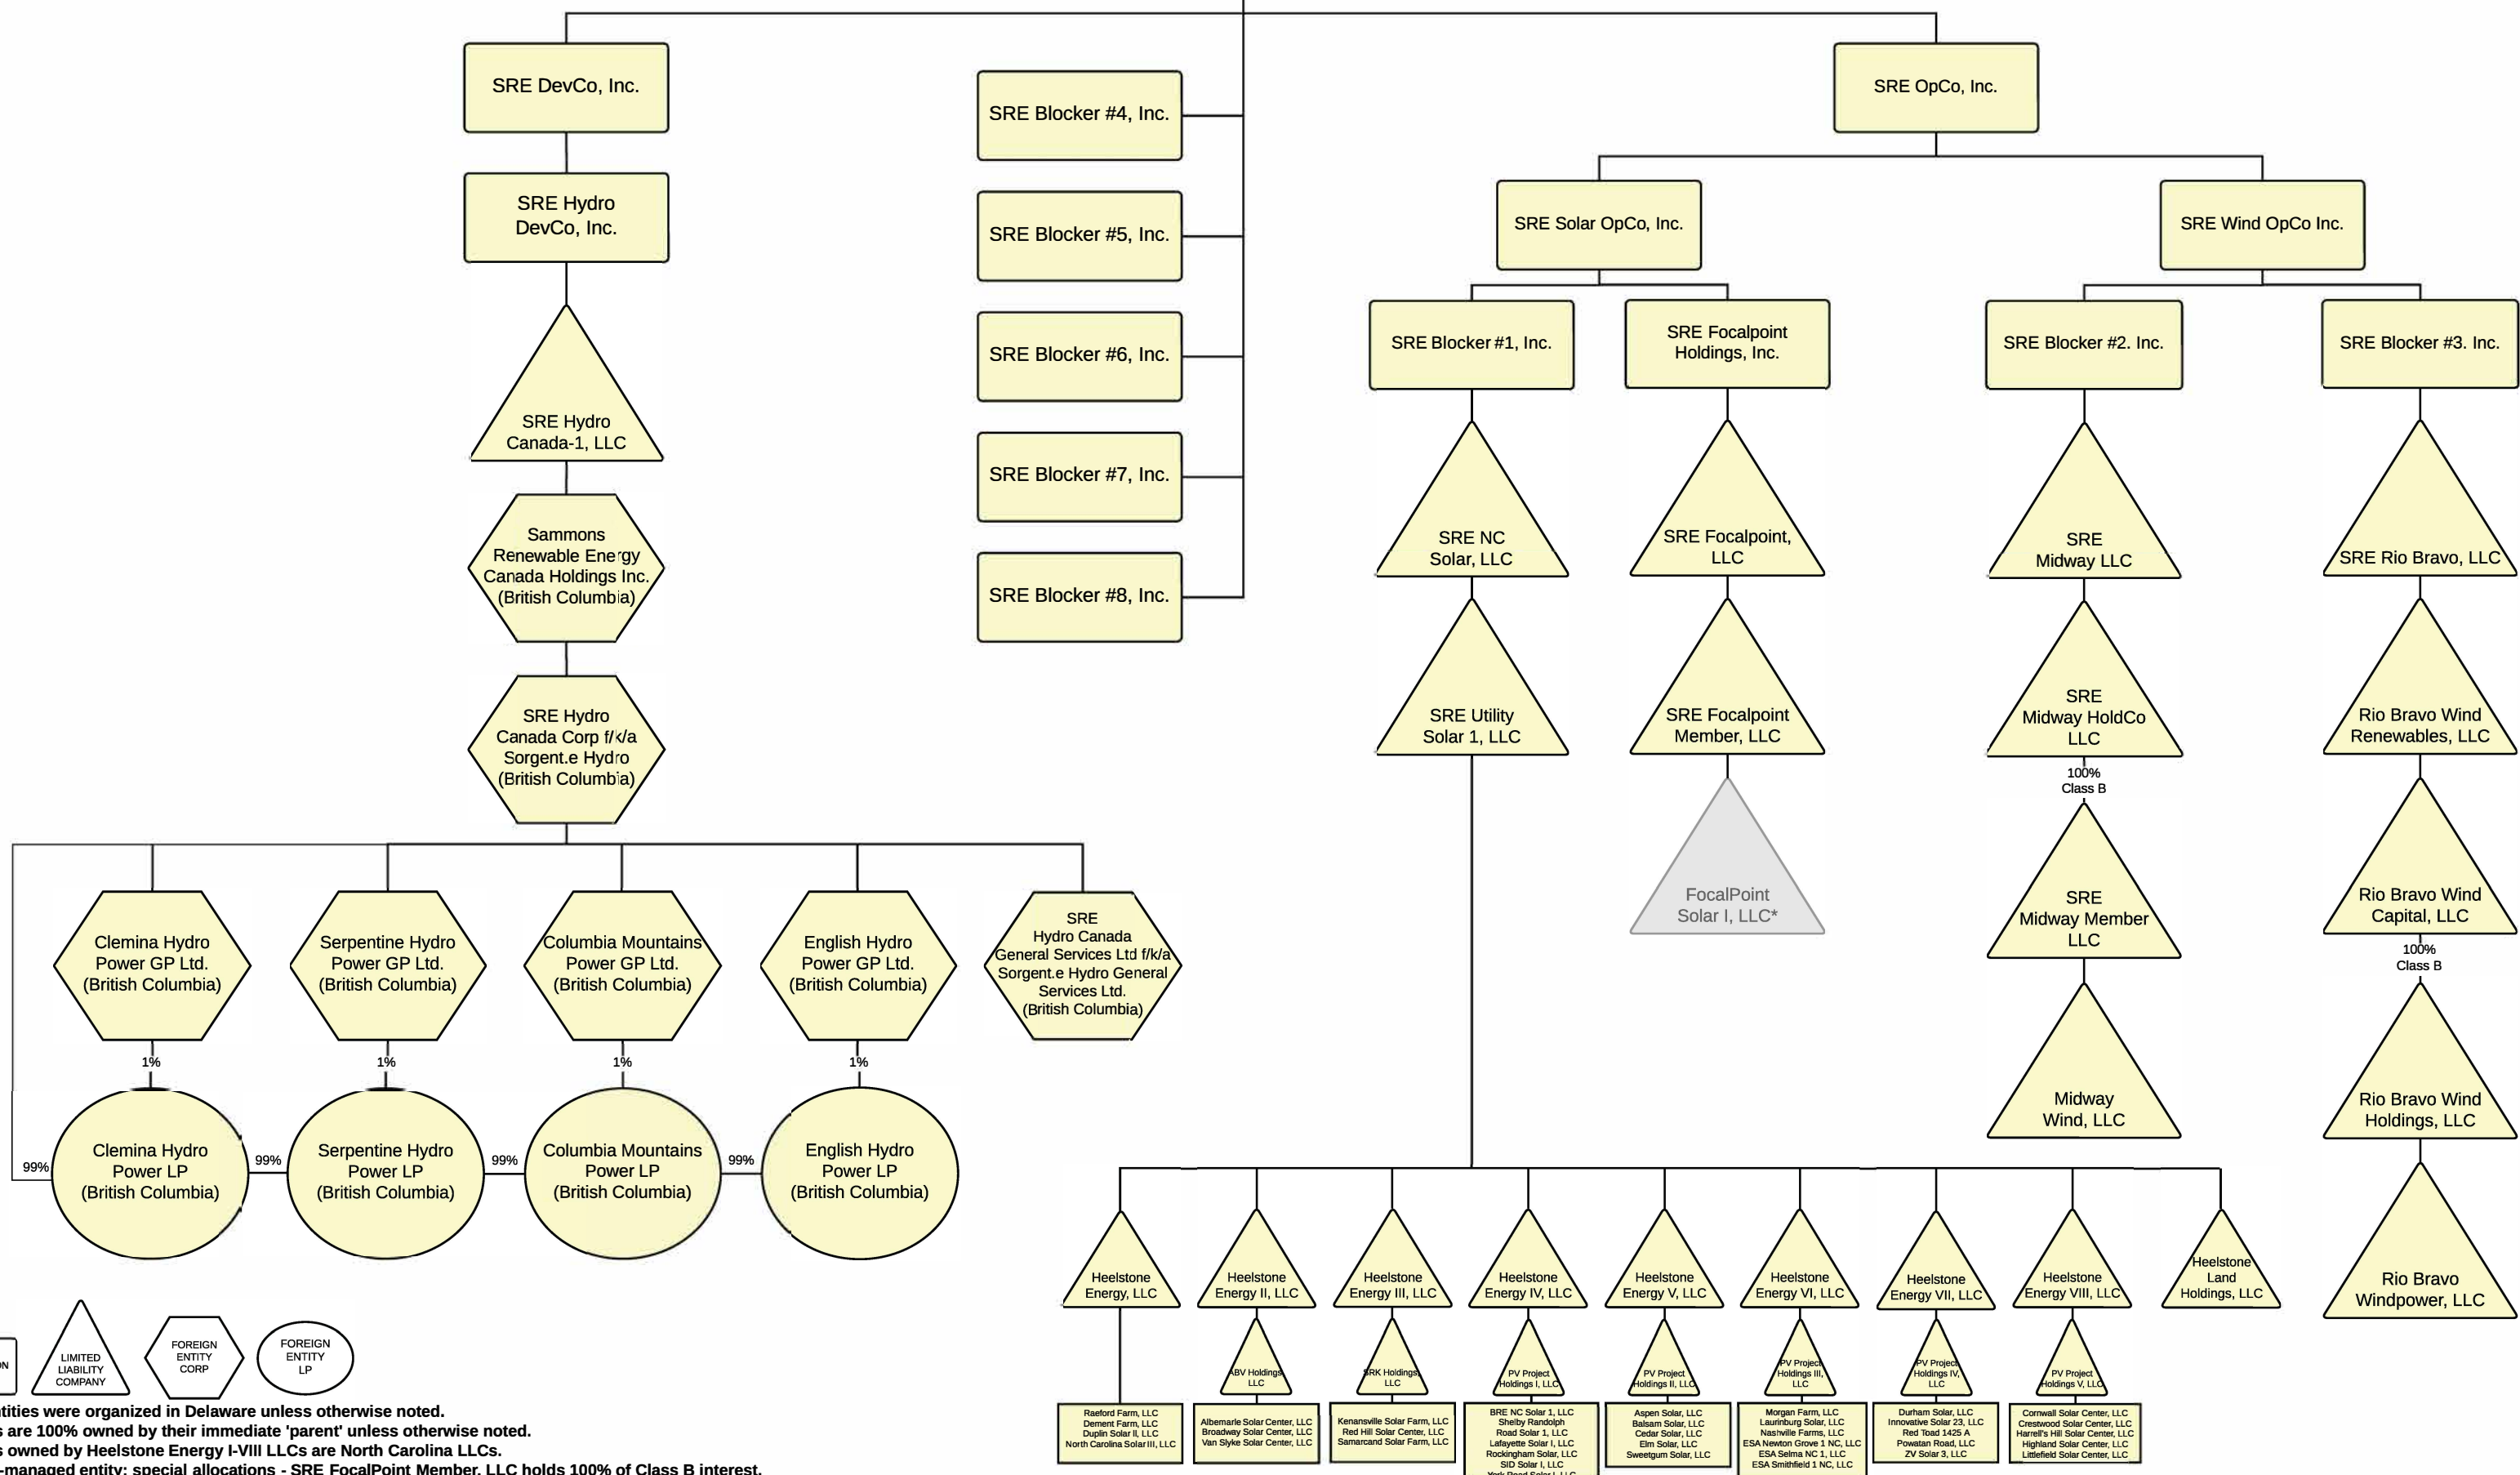 SRE DevCo, Inc.
SRE Hydro
DevCo, Inc.
SRE Hydro
Canada-1, LLC
Sammons
Renewable Energy
Canada Holdings Inc.
(British Columbia)
SRE Hydro
Canada Corp f/k/a
Sorgent.e Hydro
(British Columbia)
Clemina Hydro
Power GP Ltd.
(British Columbia)
Serpentine Hydro
Power GP Ltd.
(British Columbia)
Columbia Mountains
Power GP Ltd.
(British Columbia)
English Hydro
Power GP Ltd.
(British Columbia)
SRE
Hydro Canada
General Services Ltd f/k/a
Sorgent.e Hydro General
Services Ltd.
(British Columbia)
1%
1%
1%
1%
99%
Clemina Hydro
Power LP
(British Columbia)
99%
Serpentine Hydro
Power LP
(British Columbia)
99%
Columbia Mountains
Power LP
(British Columbia)
99%
English Hydro
Power LP
(British Columbia)
SRE Blocker #4, Inc.
SRE Blocker #5, Inc.
SRE Blocker #6, Inc.
SRE Blocker #7, Inc.
SRE Blocker #8, Inc.
SRE OpCo, Inc.
SRE Solar OpCo, Inc.
SRE Wind OpCo Inc.
SRE Blocker #1, Inc.
SRE NC
Solar, LLC
SRE Utility
Solar 1, LLC
SRE Focalpoint
Holdings, Inc.
SRE Focalpoint,
LLC
SRE Focalpoint
Member, LLC
FocalPoint
Solar I, LLC*
SRE Blocker #2. Inc.
SRE
Midway LLC
SRE
Midway HoldCo
LLC
100%
Class B
SRE
Midway Member
LLC
Midway
Wind, LLC
SRE Blocker #3. Inc.
SRE Rio Bravo, LLC
Rio Bravo Wind
Renewables, LLC
Rio Bravo Wind
Capital, LLC
100%
Class B
Rio Bravo Wind
Holdings, LLC
Rio Bravo
Windpower, LLC
Heelstone
Energy, LLC
Raeford Farm, LLC
Dement Farm, LLC
Duplin Solar II, LLC
North Carolina Solar III, LLC
Heelstone
Energy II, LLC
ABV Holdings
LLC
Albemarle Solar Center, LLC
Broadway Solar Center, LLC
Van Slyke Solar Center, LLC
Heelstone
Energy III, LLC
SRK Holdings,
LLC
Kenansville Solar Farm, LLC
Red Hill Solar Center, LLC
Samarcand Solar Farm, LLC
Heelstone
Energy IV, LLC
PV Project
Holdings I, LLC
BRE NC Solar 1, LLC
Shelby Randolph
Road Solar 1, LLC
Lafayette Solar I, LLC
Rockingham Solar, LLC
SID Solar I, LLC
York Road Solar I, LLC
Heelstone
Energy V, LLC
PV Project
Holdings II, LLC
Aspen Solar, LLC
Balsam Solar, LLC
Cedar Solar, LLC
Elm Solar, LLC
Sweetgum Solar, LLC
Heelstone
Energy VI, LLC
PV Project
Holdings III,
LLC
Morgan Farm, LLC
Laurinburg Solar, LLC
Nashville Farms, LLC
ESA Newton Grove 1 NC, LLC
ESA Selma NC 1, LLC
ESA Smithfield 1 NC, LLC
Heelstone
Energy VII, LLC
PV Project
Holdings IV,
LLC
Durham Solar, LLC
Innovative Solar 23, LLC
Red Toad 1425 A
Powatan Road, LLC
ZV Solar 3, LLC
Heelstone
Energy VIII, LLC
PV Project
Holdings V, LLC
Cornwall Solar Center, LLC
Crestwood Solar Center, LLC
Harrell's Hill Solar Center, LLC
Highland Solar Center, LLC
Littlefield Solar Center, LLC
Heelstone
Land
Holdings, LLC
ON
LIMITED
LIABILITY
COMPANY
FOREIGN
ENTITY
CORP
FOREIGN
ENTITY
LP
ntities were organized in Delaware unless otherwise noted.
s are 100% owned by their immediate 'parent' unless otherwise noted.
s owned by Heelstone Energy I-VIII LLCs are North Carolina LLCs.
-managed entity; special allocations - SRE FocalPoint Member, LLC holds 100% of Class B interest.